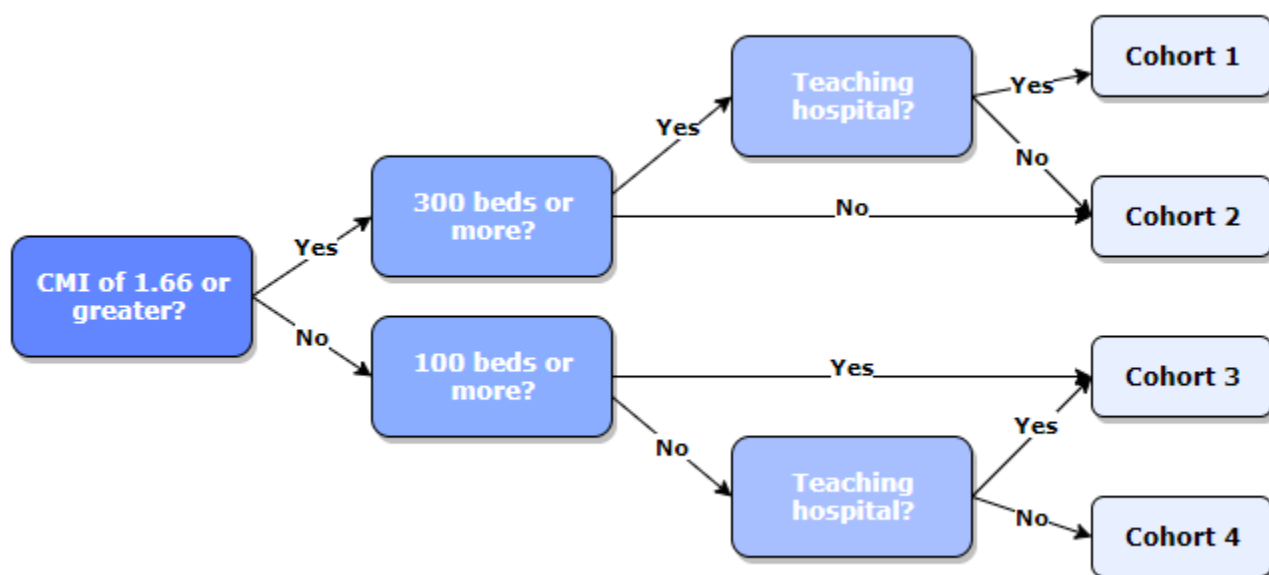 Teaching
hospital?
Yes
Cohort 1
Yes
No
300 beds or
more?
No
Cohort 2
Yes
CMI of 1.66 or
greater?
No
100 beds or
more?
Yes
Cohort 3
No
Yes
Teaching
hospital?
No
Cohort 4